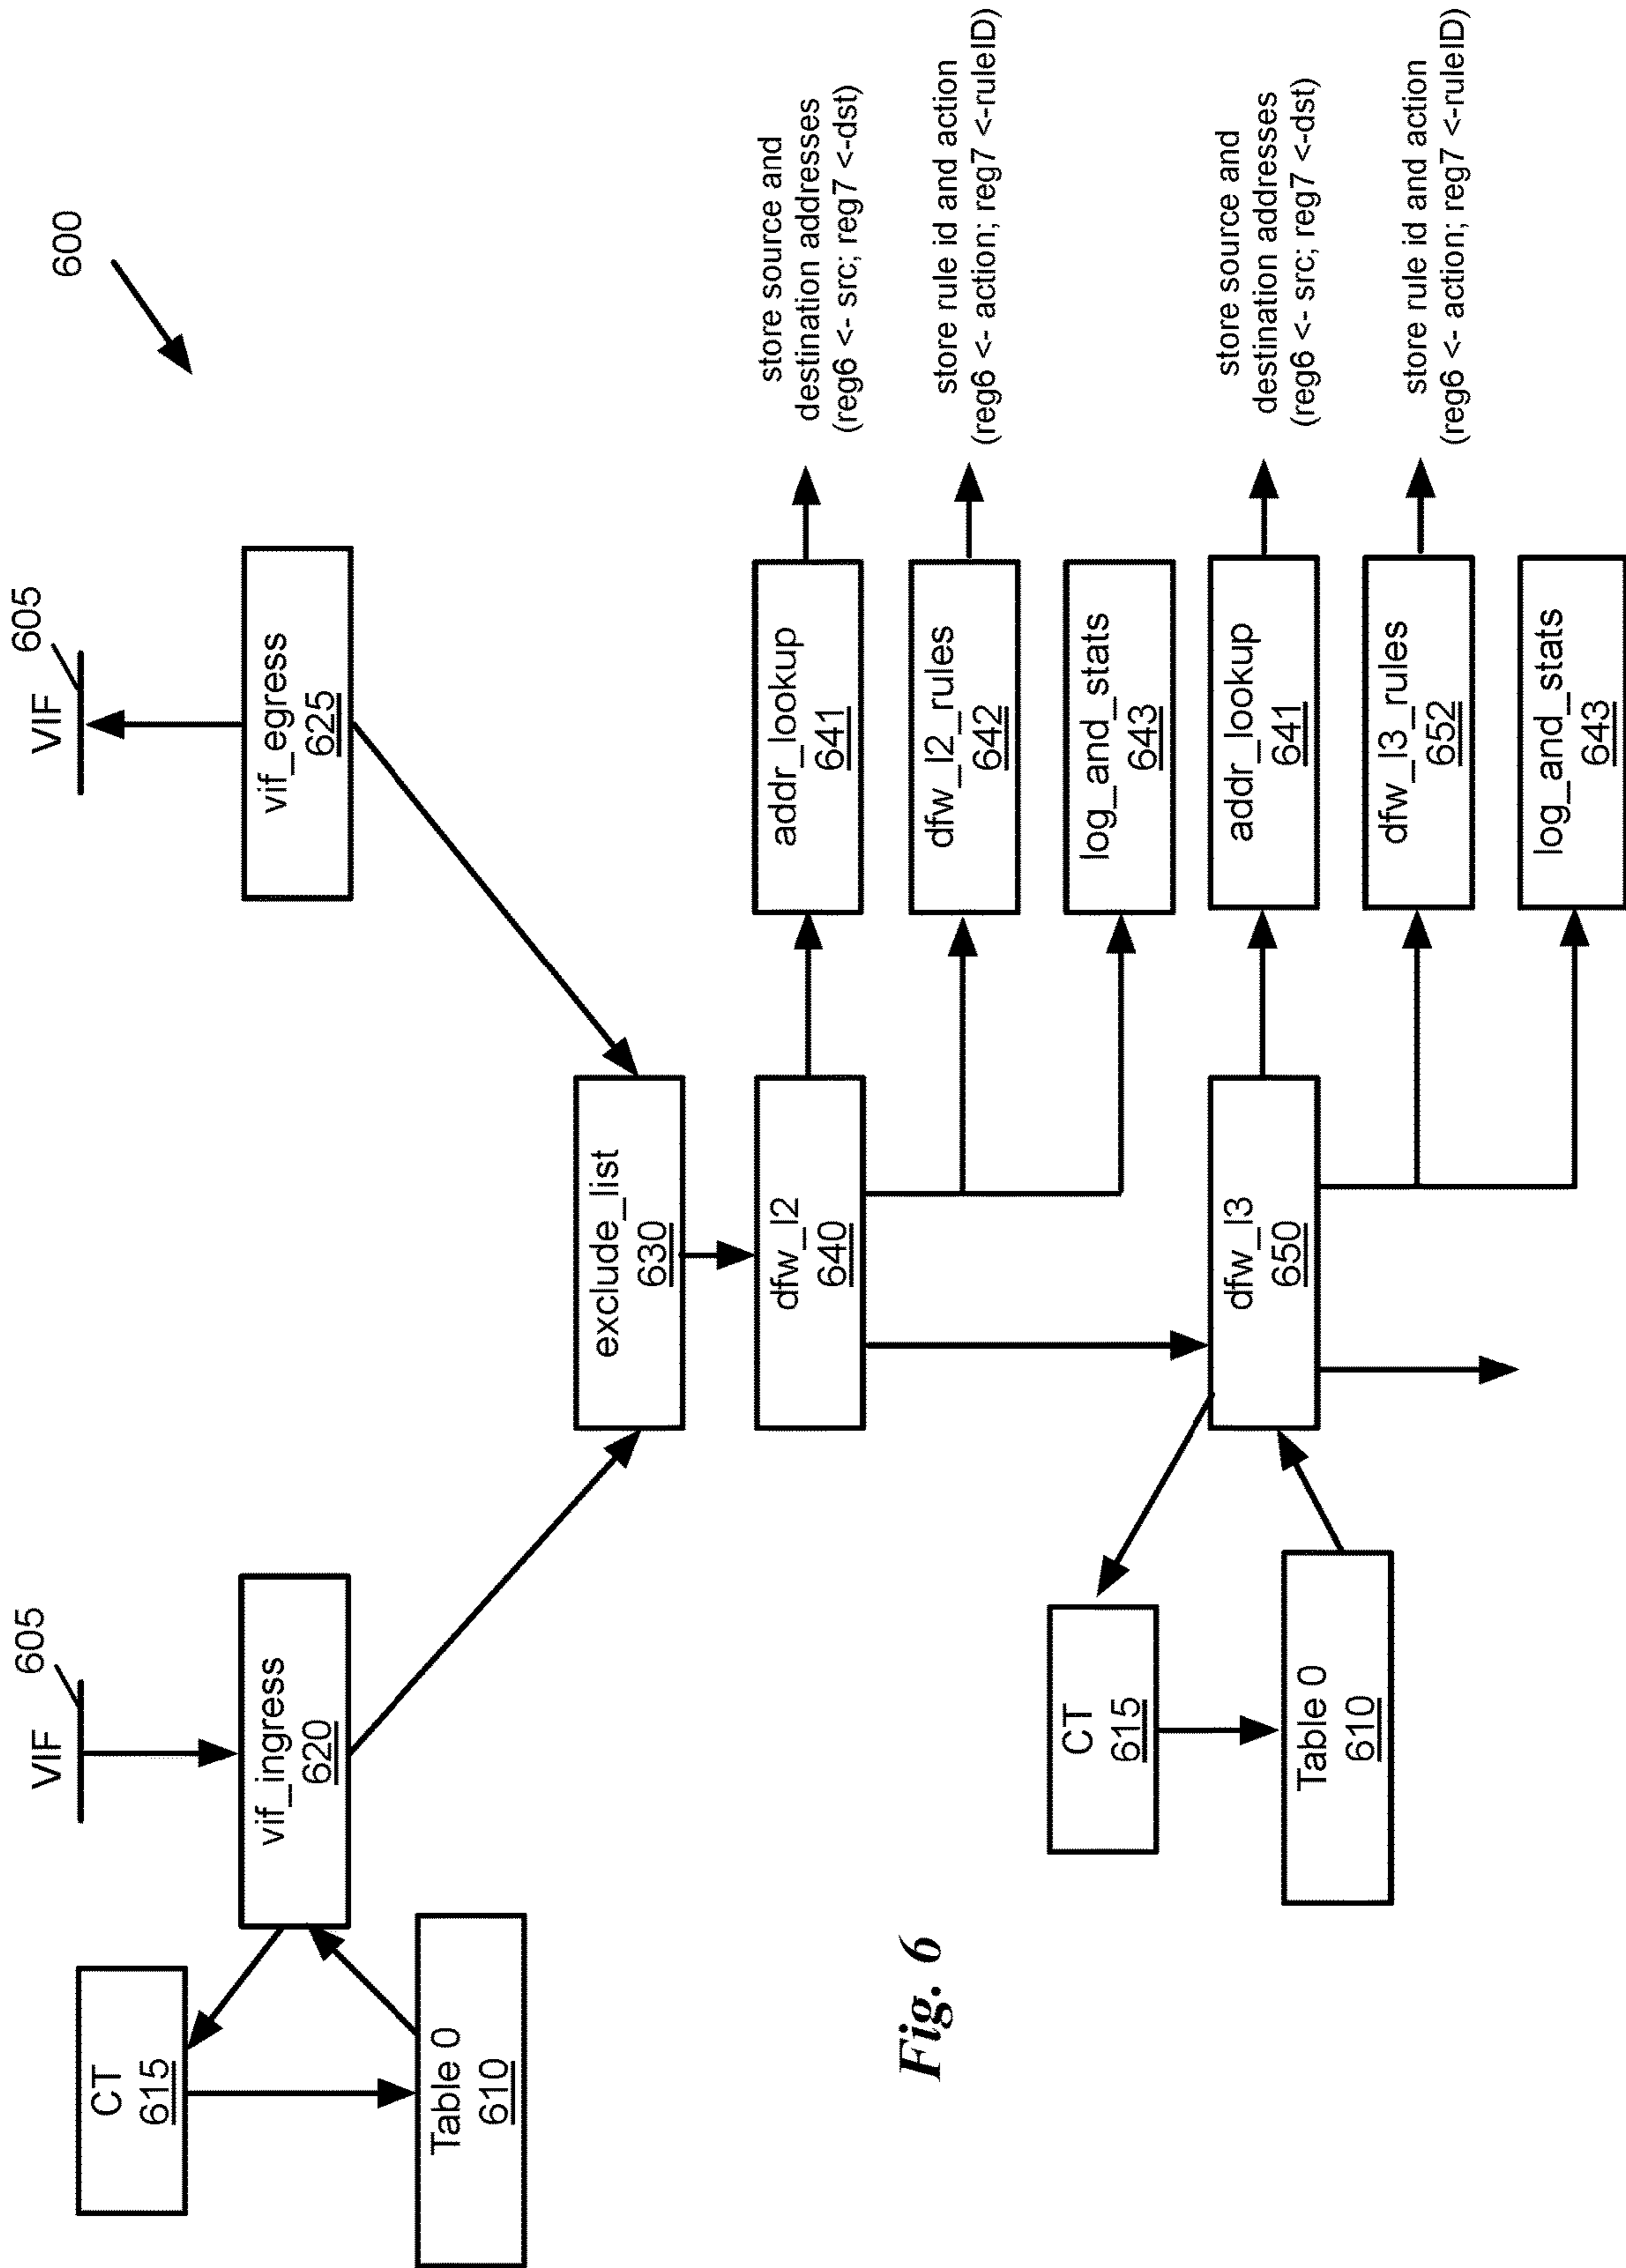 600
VIF
605
VIF
605
CT
615
vif_ingress
620
vif_egress
625
Table 0
610
exclude_list
630
dfw_l2
640
addr_lookup
641
store source and
destination addresses
(reg6 <- src; reg7 <-dst)
dfw_l2_rules
642
store rule id and action
(reg6 <- action; reg7 <-ruleID)
log_and_stats
643
CT
615
Table 0
610
dfw_l3
650
addr_lookup
641
store source and
destination addresses
(reg6 <- src; reg7 <-dst)
dfw_l3_rules
652
store rule id and action
(reg6 <- action; reg7 <-ruleID)
log_and_stats
643
Fig. 6